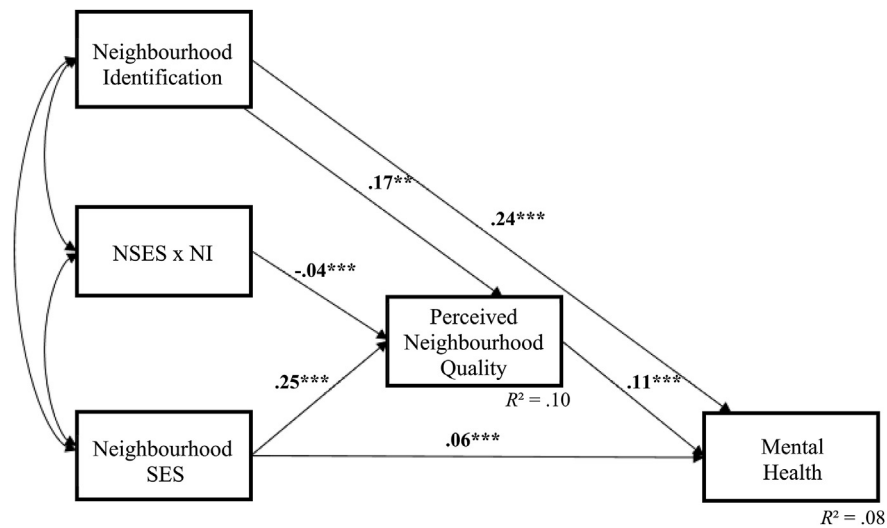 Neighbourhood
Identification
.17**
.24***
NSES x NI
-.04***
Perceived
Neighbourhood
Quality
R² = .10
.25***
.11***
Neighbourhood
SES
.06***
Mental
Health
R² = .08